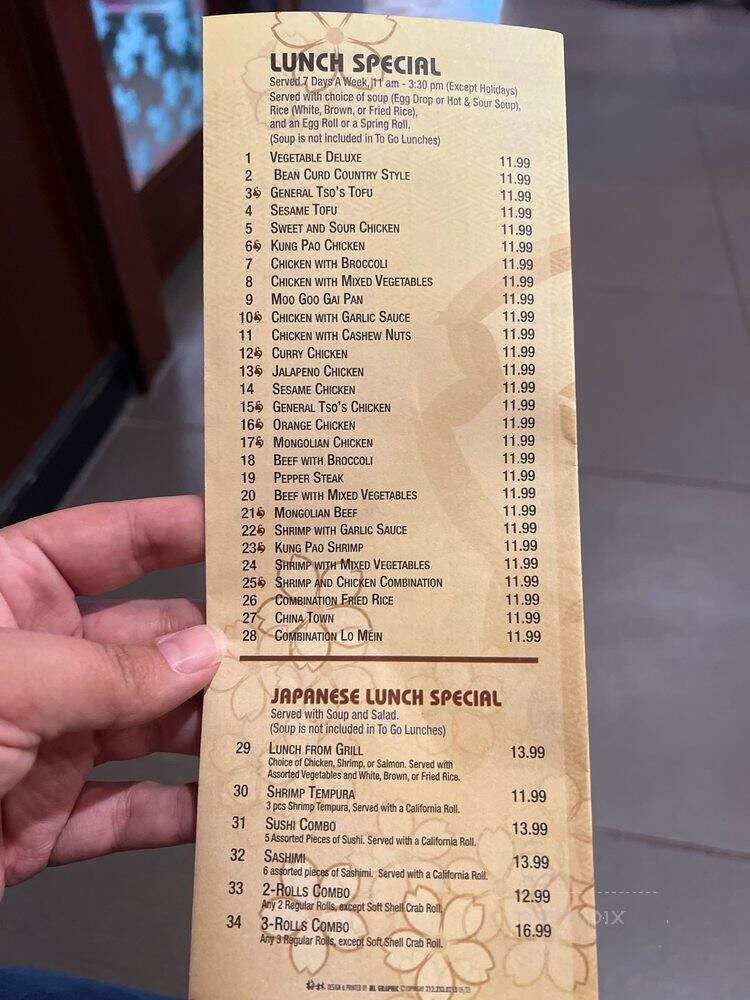 LUNCH SPECIAL
Served 7 Days A Week, 11 am - 3:30 pm (Except Holidays)
Served with choice of soup (Egg Drop or Hot & Sour Soup),
Rice (White, Brown, or Fried Rice),
and an Egg Roll or a Spring Roll.
(Soup is not included in To Go Lunches)
1 VEGETABLE DELUXE 11.99
2 BEAN CURD COUNTRY STYLE 11.99
3 GENERAL TSO'S TOFU 11.99
4 SESAME TOFU 11.99
5 SWEET AND SOUR CHICKEN 11.99
6 KUNG PAO CHICKEN 11.99
7 CHICKEN WITH BROCCOLI 11.99
8 CHICKEN WITH MIXED VEGETABLES 11.99
9 MOO GOO GAI PAN 11.99
10 CHICKEN WITH GARLIC SAUCE 11.99
11 CHICKEN WITH CASHEW NUTS 11.99
12 CURRY CHICKEN 11.99
13 JALAPENO CHICKEN 11.99
14 SESAME CHICKEN 11.99
15 GENERAL TSO'S CHICKEN 11.99
16 ORANGE CHICKEN 11.99
17 MONGOLIAN CHICKEN 11.99
18 BEEF WITH BROCCOLI 11.99
19 PEPPER STEAK 11.99
20 BEEF WITH MIXED VEGETABLES 11.99
21 MONGOLIAN BEEF 11.99
22 SHRIMP WITH GARLIC SAUCE 11.99
23 KUNG PAO SHRIMP 11.99
24 SHRIMP WITH MIXED VEGETABLES 11.99
25 SHRIMP AND CHICKEN COMBINATION 11.99
26 COMBINATION FRIED RICE 11.99
27 CHINA TOWN 11.99
28 COMBINATION LO MEIN 11.99
JAPANESE LUNCH SPECIAL
Served with Soup and Salad.
(Soup is not included in To Go Lunches)
29 LUNCH FROM GRILL 13.99
Choice of Chicken, Shrimp, or Salmon. Served with
Assorted Vegetables and White, Brown, or Fried Rice.
30 SHRIMP TEMPURA 11.99
3 pcs Shrimp Tempura, Served with a California Roll.
31 SUSHI COMBO 13.99
5 Assorted Pieces of Sushi. Served with a California Roll.
32 SASHIMI 13.99
6 assorted pieces of Sashimi. Served with a California Roll.
33 2-ROLLS COMBO 12.99
Any 2 Regular Rolls, except Soft Shell Crab Roll.
34 3-ROLLS COMBO 16.99
Any 3 Regular Rolls, except Soft Shell Crab Roll.
DESIGN & PRINTED BY ML GRAPHIC